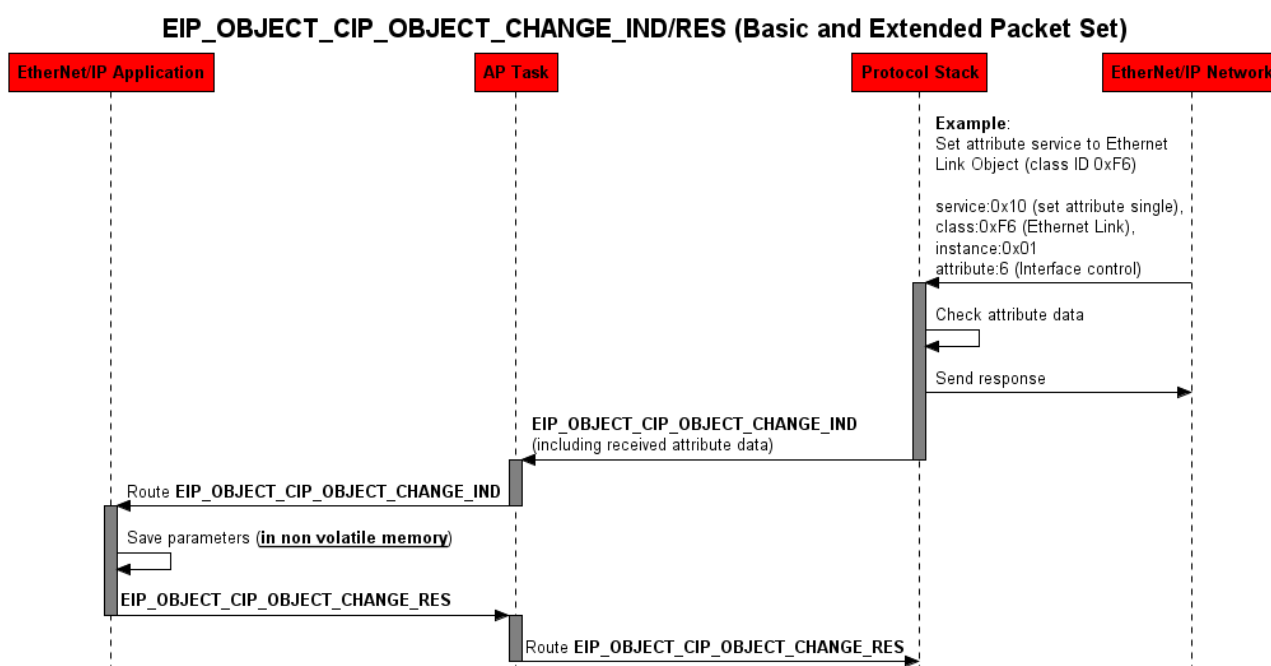 EIP_OBJECT_CIP_OBJECT_CHANGE_IND/RES (Basic and Extended Packet Set)
EtherNet/IP Application
AP Task
Protocol Stack
EtherNet/IP Network
Example:
Set attribute service to Ethernet
Link Object (class ID 0xF6)
service:0x10 (set attribute single),
class:0xF6 (Ethernet Link),
instance:0x01
attribute:6 (Interface control)
Check attribute data
Send response
EIP_OBJECT_CIP_OBJECT_CHANGE_IND
(including received attribute data)
Route EIP_OBJECT_CIP_OBJECT_CHANGE_IND
Save parameters (in non volatile memory)
EIP_OBJECT_CIP_OBJECT_CHANGE_RES
Route EIP_OBJECT_CIP_OBJECT_CHANGE_RES